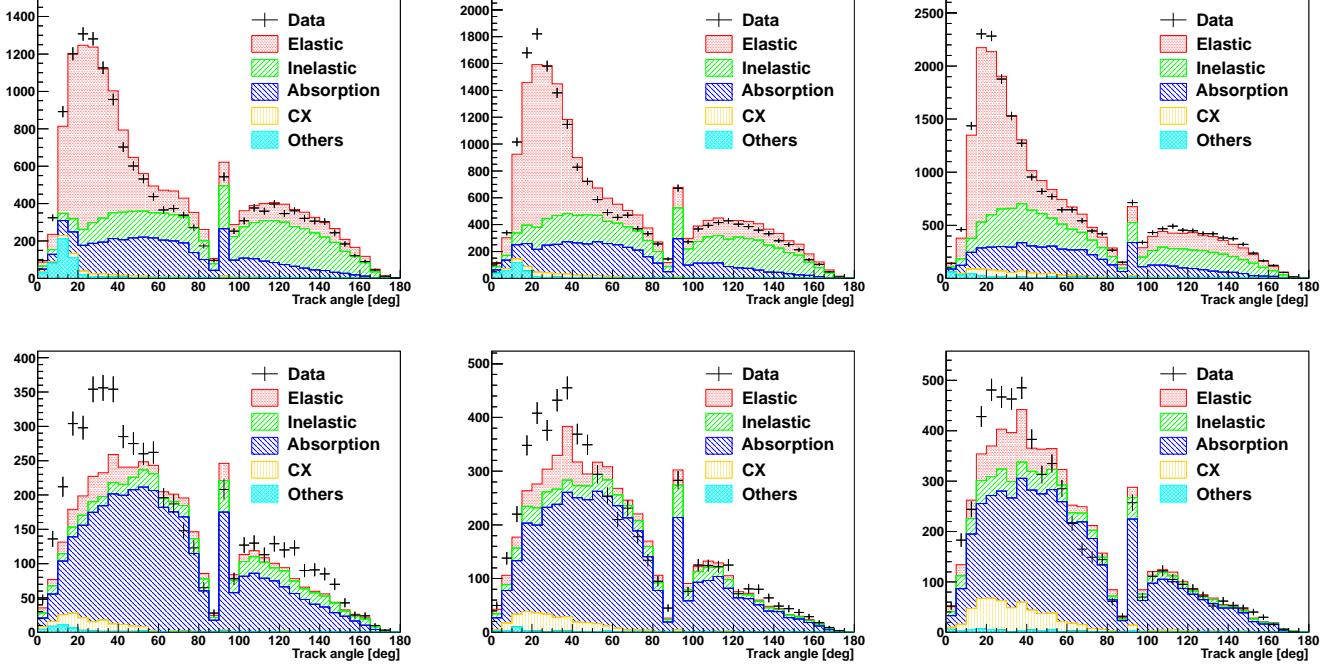 1400
1200
1000
800
600
400
200
0
0 20 40 60 80 100 120 140 160 180
Track angle [deg]
Data
Elastic
Inelastic
Absorption
CX
Others
2000
1800
1600
1400
1200
1000
800
600
400
200
0
0 20 40 60 80 100 120 140 160 180
Track angle [deg]
Data
Elastic
Inelastic
Absorption
CX
Others
2500
2000
1500
1000
500
0
0 20 40 60 80 100 120 140 160 180
Track angle [deg]
Data
Elastic
Inelastic
Absorption
CX
Others
400
350
300
250
200
150
100
50
0
0 20 40 60 80 100 120 140 160 180
Track angle [deg]
Data
Elastic
Inelastic
Absorption
CX
Others
500
400
300
200
100
0
0 20 40 60 80 100 120 140 160 180
Track angle [deg]
Data
Elastic
Inelastic
Absorption
CX
Others
500
400
300
200
100
0
0 20 40 60 80 100 120 140 160 180
Track angle [deg]
Data
Elastic
Inelastic
Absorption
CX
Others